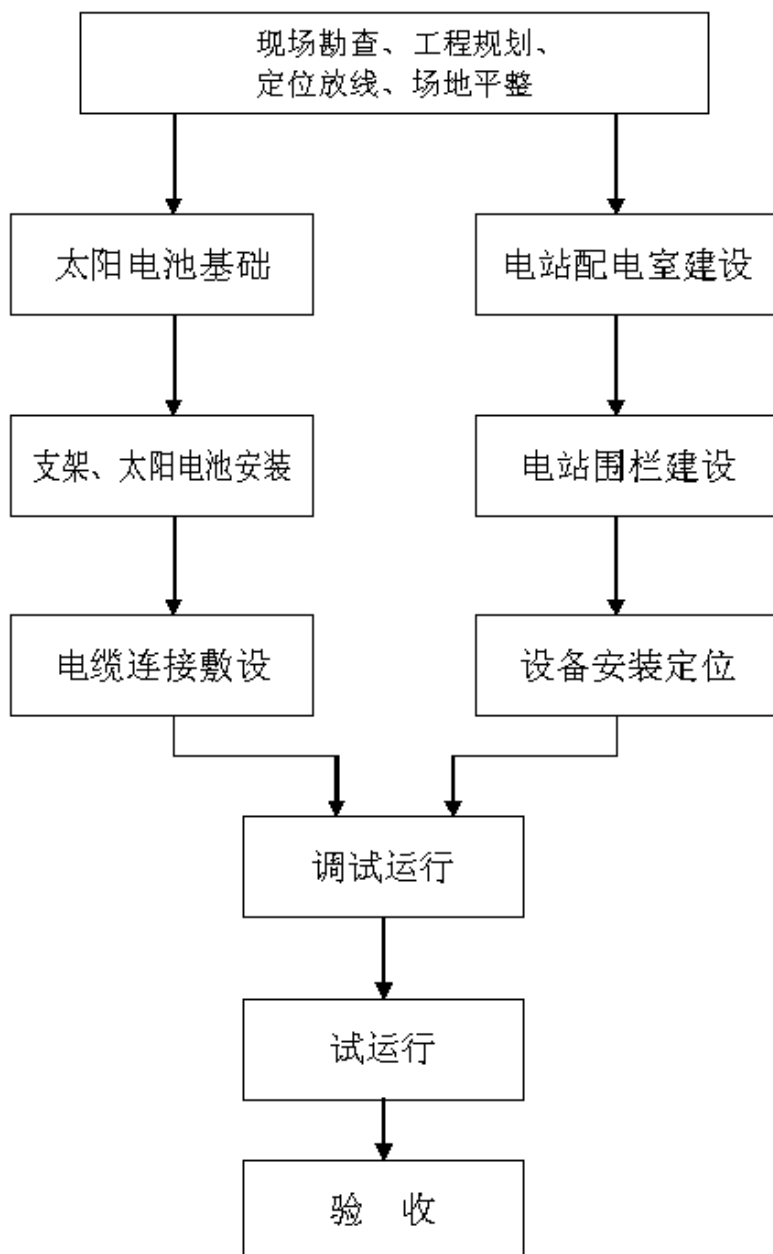 现场勘查、工程规划、
定位放线、场地平整
太阳电池基础
电站配电室建设
支架、太阳电池安装
电站围栏建设
电缆连接敷设
设备安装定位
调试运行
试运行
验 收